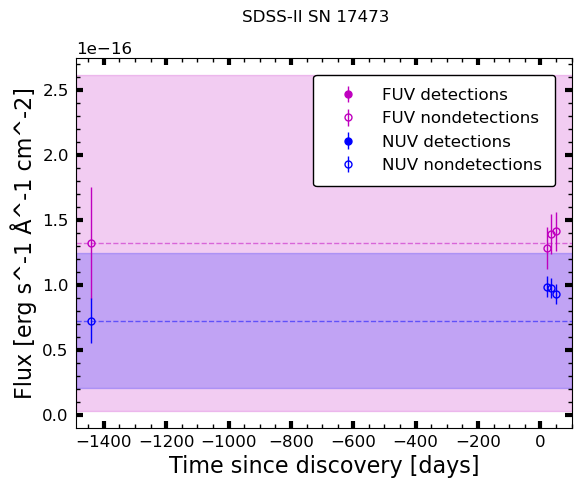 SDSS-II SN 17473
1e−16
FUV detections
FUV nondetections
NUV detections
NUV nondetections
2.5
2.0
1.5
1.0
0.5
0.0
Flux [erg s^-1 Å^-1 cm^-2]
−1400 −1200 −1000 −800 −600 −400 −200 0
Time since discovery [days]